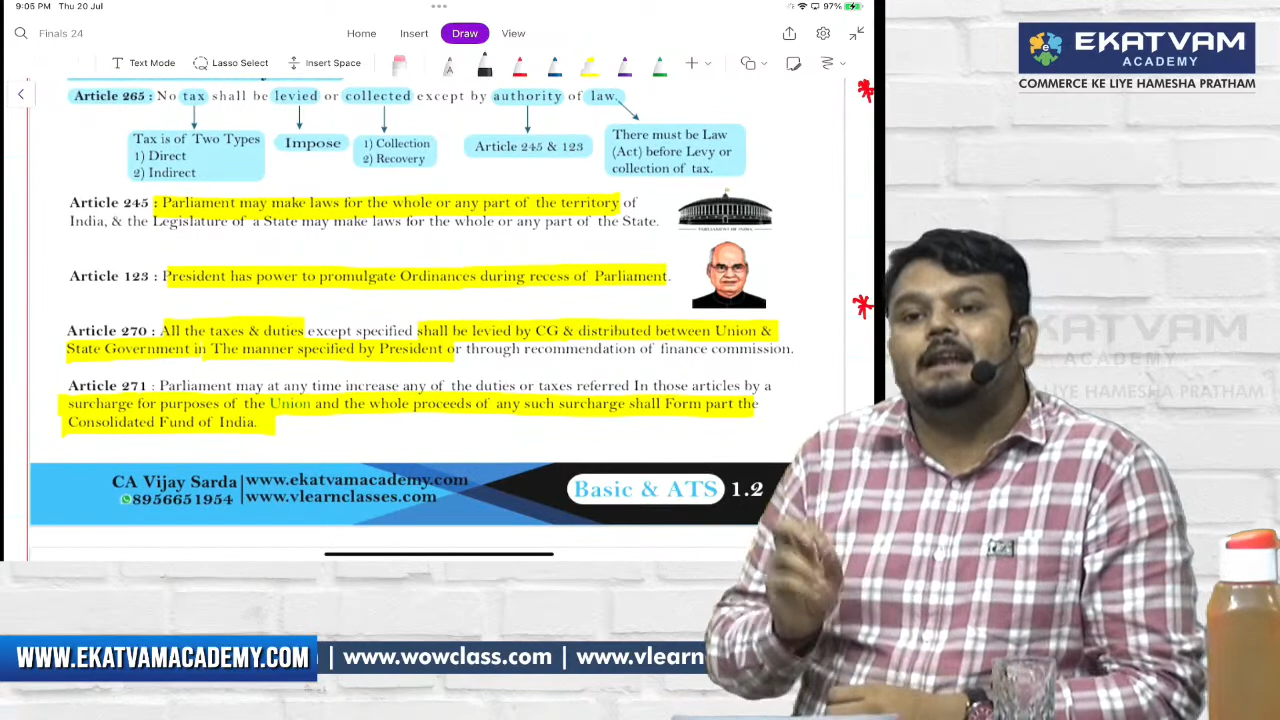 9:05 PM Thu 20 Jul
97%
Finals 24
Home Insert Draw View
Text Mode Lasso Select Insert Space
EKATVAM
ACADEMY
COMMERCE KE LIYE HAMESHA PRATHAM
Article 265 : No tax shall be levied or collected except by authority of law.
Tax is of Two Types
1) Direct
2) Indirect
Impose
1) Collection
2) Recovery
Article 245 & 123
There must be Law
(Act) before Levy or
collection of tax.
Article 245 : Parliament may make laws for the whole or any part of the territory of
India, & the Legislature of a State may make laws for the whole or any part of the State.
PARLIAMENT OF INDIA
Article 123 : President has power to promulgate Ordinances during recess of Parliament.
Article 270 : All the taxes & duties except specified shall be levied by CG & distributed between Union &
State Government in The manner specified by President or through recommendation of finance commission.
Article 271 : Parliament may at any time increase any of the duties or taxes referred In those articles by a
surcharge for purposes of the Union and the whole proceeds of any such surcharge shall Form part the
Consolidated Fund of India.
EKATVAM
ACADEMY
LIYE HAMESHA PRATHAM
CA Vijay Sarda | www.ekatvamacademy.com
8956651954 | www.vlearnclasses.com
Basic & ATS 1.2
WWW.EKATVAMACADEMY.COM | www.wowclass.com | www.vlearn